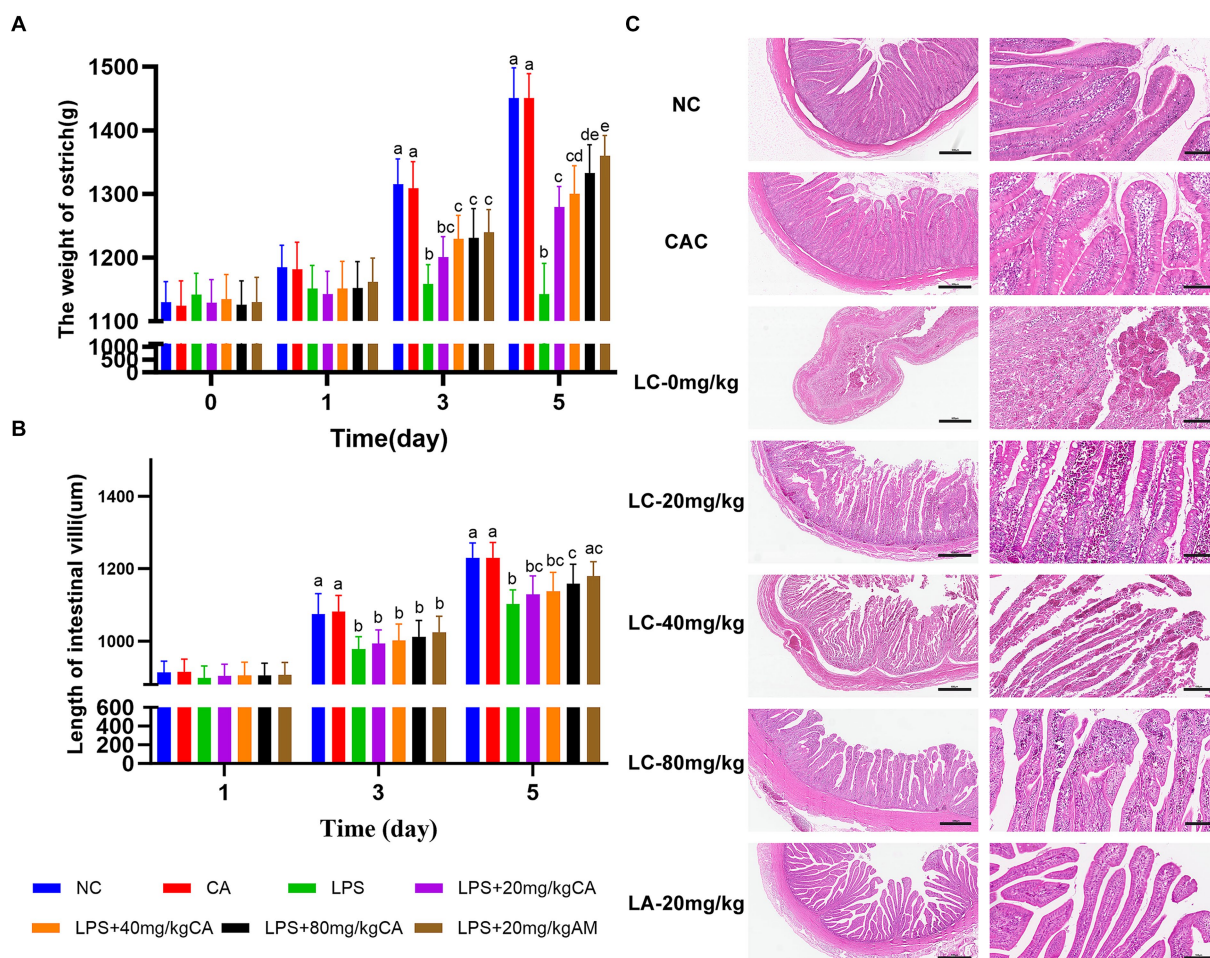 A
The weight of ostrich(g)
1500
1400
1300
1200
1100
1000
500
0
a a
a a b bc c c c
a a b c cd de e
0 1 3 5
Time(day)
B
Length of intestinal villi(um)
1400
1200
1000
600
400
200
0
a a b b b b b
a a b bc bc c ac
1 3 5
Time (day)
NC CA LPS LPS+20mg/kgCA
LPS+40mg/kgCA LPS+80mg/kgCA LPS+20mg/kgAM
C
NC
CAC
LC-0mg/kg
LC-20mg/kg
LC-40mg/kg
LC-80mg/kg
LA-20mg/kg